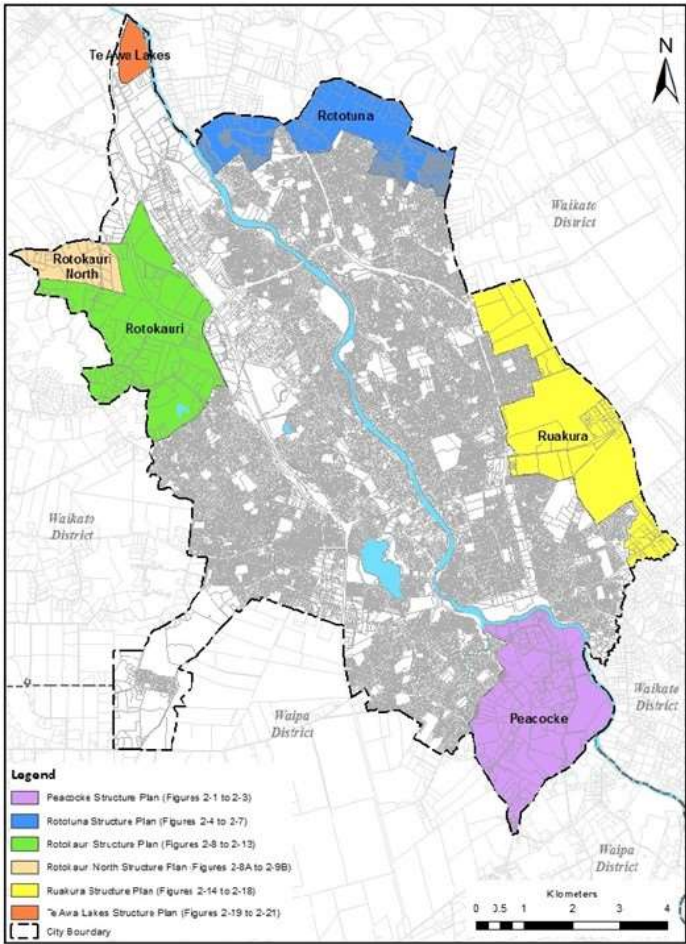 Te Awa Lakes
N
Rototuna
Waikato
District
Rotokauri
North
Rotokauri
Ruakura
Waikato
District
Peacocke
Waikato
District
Waipa
District
Waipa
District
Legend
Peacocke Structure Plan (Figures 2-1 to 2-3)
Rototuna Structure Plan (Figures 2-4 to 2-7)
Rotokauri Structure Plan (Figures 2-8 to 2-13)
Rotokauri North Structure Plan (Figures 2-8A to 2-9B)
Ruakura Structure Plan (Figures 2-14 to 2-18)
Te Awa Lakes Structure Plan (Figures 2-19 to 2-21)
City Boundary
Kilometers
0 0.5 1 2 3 4